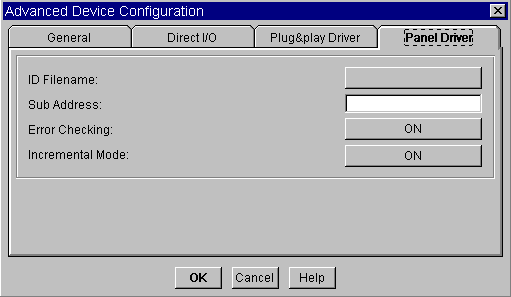 Advanced Device Configuration
General Direct I/O Plug&play Driver Panel Driver
ID Filename:
Sub Address:
Error Checking: ON
Incremental Mode: ON
OK Cancel Help